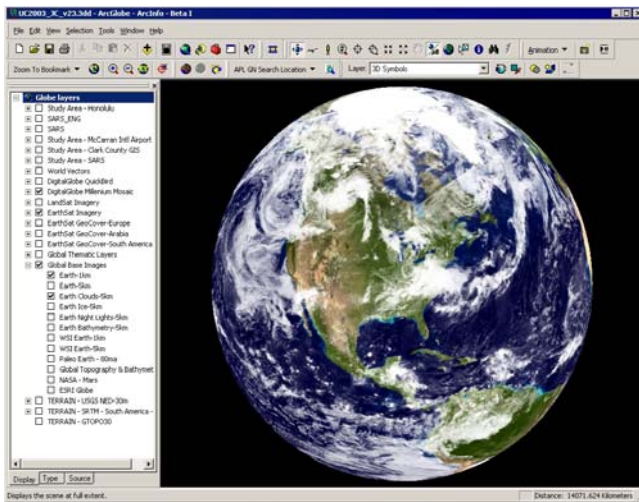 UC2003_3C_v23.3dd - ArcGlobe - ArcInfo - Beta I
File Edit View Selection Tools Window Help
Animation
Zoom To Bookmark APL GN Search Location Layer: 3D Symbols
Globe layers
Study Area - Honolulu
SARS_ENG
SARS
Study Area - McCarran Intl Airport
Study Area - Clark County GIS
Study Area - SARS
World Vectors
DigitalGlobe QuickBird
DigitalGlobe Millenium Mosaic
LandSat Imagery
EarthSat Imagery
EarthSat GeoCover-Europe
EarthSat GeoCover-Arabia
EarthSat GeoCover-South America
Global Thematic Layers
Global Base Images
Earth-1km
Earth-5km
Earth Clouds-5km
Earth Ice-5km
Earth Night Lights-5km
Earth Bathymetry-5km
WSI Earth-1km
WSI Earth-5km
Paleo Earth - 80ma
Global Topography & Bathymet
NASA - Mars
ESRI Globe
TERRAIN - USGS NED>30m
TERRAIN - SRTM - South America -
TERRAIN - GTOPO30
Display Type Source
Displays the scene at full extent. Distance: 14071.624 Kilometers